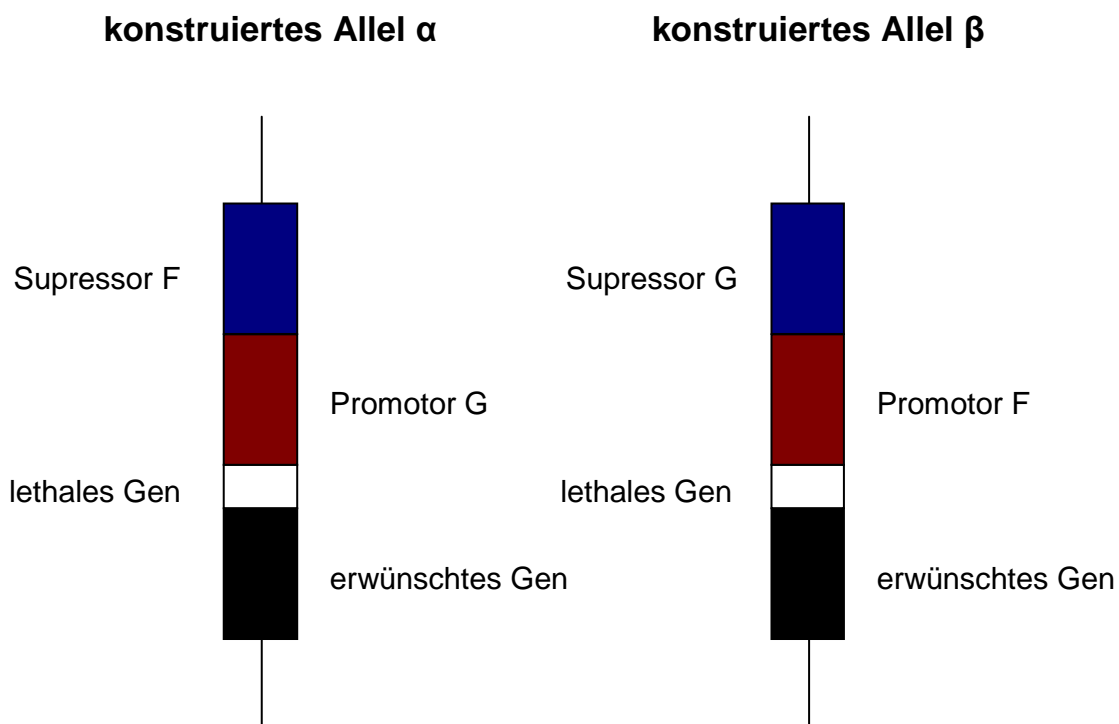 konstruiertes Allel α
konstruiertes Allel β
Supressor F
Supressor G
Promotor G
Promotor F
lethales Gen
lethales Gen
erwünschtes Gen
erwünschtes Gen